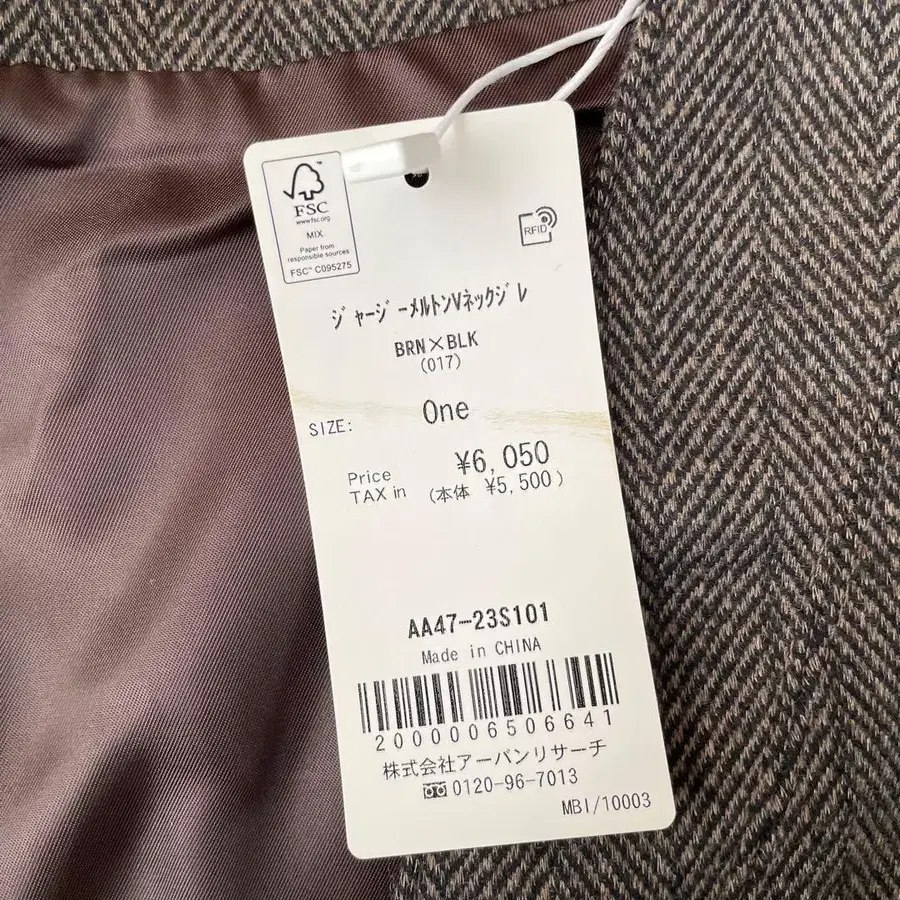 FSC
www.fsc.org
MIX
Paper from
responsible sources
FSC™ C095275
RFID
ｼﾞｬｰｼﾞｰﾒﾙﾄﾝVﾈｯｸｼﾞﾚ
BRN×BLK
(017)
SIZE: One
Price ¥6,050
TAX in (本体 ¥5,500)
AA47-23S101
Made in CHINA
2000006506641
株式会社アーバンリサーチ
0120-96-7013
MBI/10003